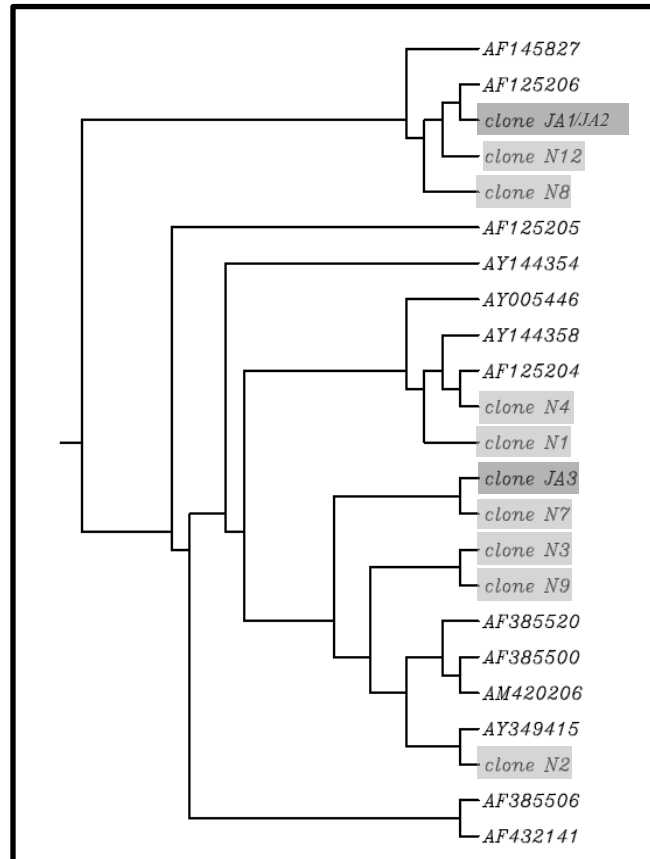 AF145827
AF125206
clone JA1/JA2
clone N12
clone N8
AF125205
AY144354
AY005446
AY144358
AF125204
clone N4
clone N1
clone JA3
clone N7
clone N3
clone N9
AF385520
AF385500
AM420206
AY349415
clone N2
AF385506
AF432141